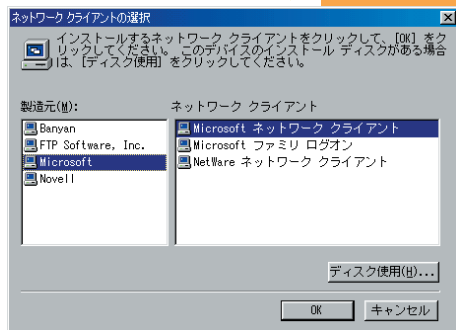 ネットワーク クライアントの選択
インストールするネットワーク クライアントをクリックして、[OK] をク
リックしてください。 このデバイスのインストール ディスクがある場合
は、[ディスク使用] をクリックしてください。
製造元(M):
ネットワーク クライアント
Banyan
FTP Software, Inc.
Microsoft
Novell
Microsoft ネットワーク クライアント
Microsoft ファミリ ログオン
NetWare ネットワーク クライアント
ディスク使用(H)...
OK
キャンセル